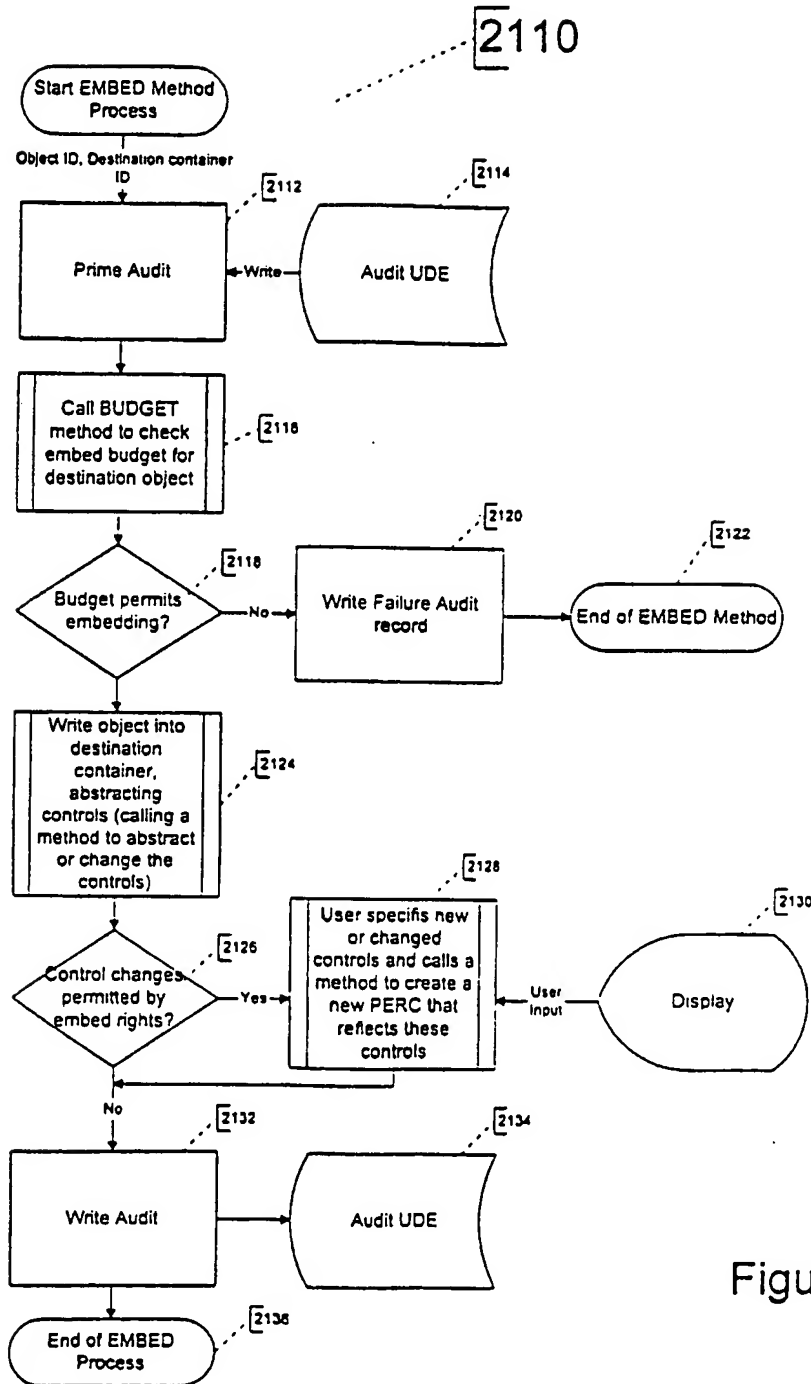 2110
Start EMBED Method
Process
Object ID, Destination container
ID
2112
2114
Prime Audit
Write
Audit UDE
Call BUDGET
method to check
embed budget for
destination object
2116
2118
Budget permits
embedding?
No
2120
Write Failure Audit
record
2122
End of EMBED Method
Write object into
destination
container,
abstracting
controls (calling a
method to abstract
or change the
controls)
2124
2126
Control changes
permitted by
embed rights?
Yes
2128
User specifis new
or changed
controls and calls a
method to create a
new PERC that
reflects these
controls
User
Input
2130
Display
No
2132
Write Audit
2134
Audit UDE
2136
End of EMBED
Process
Figu